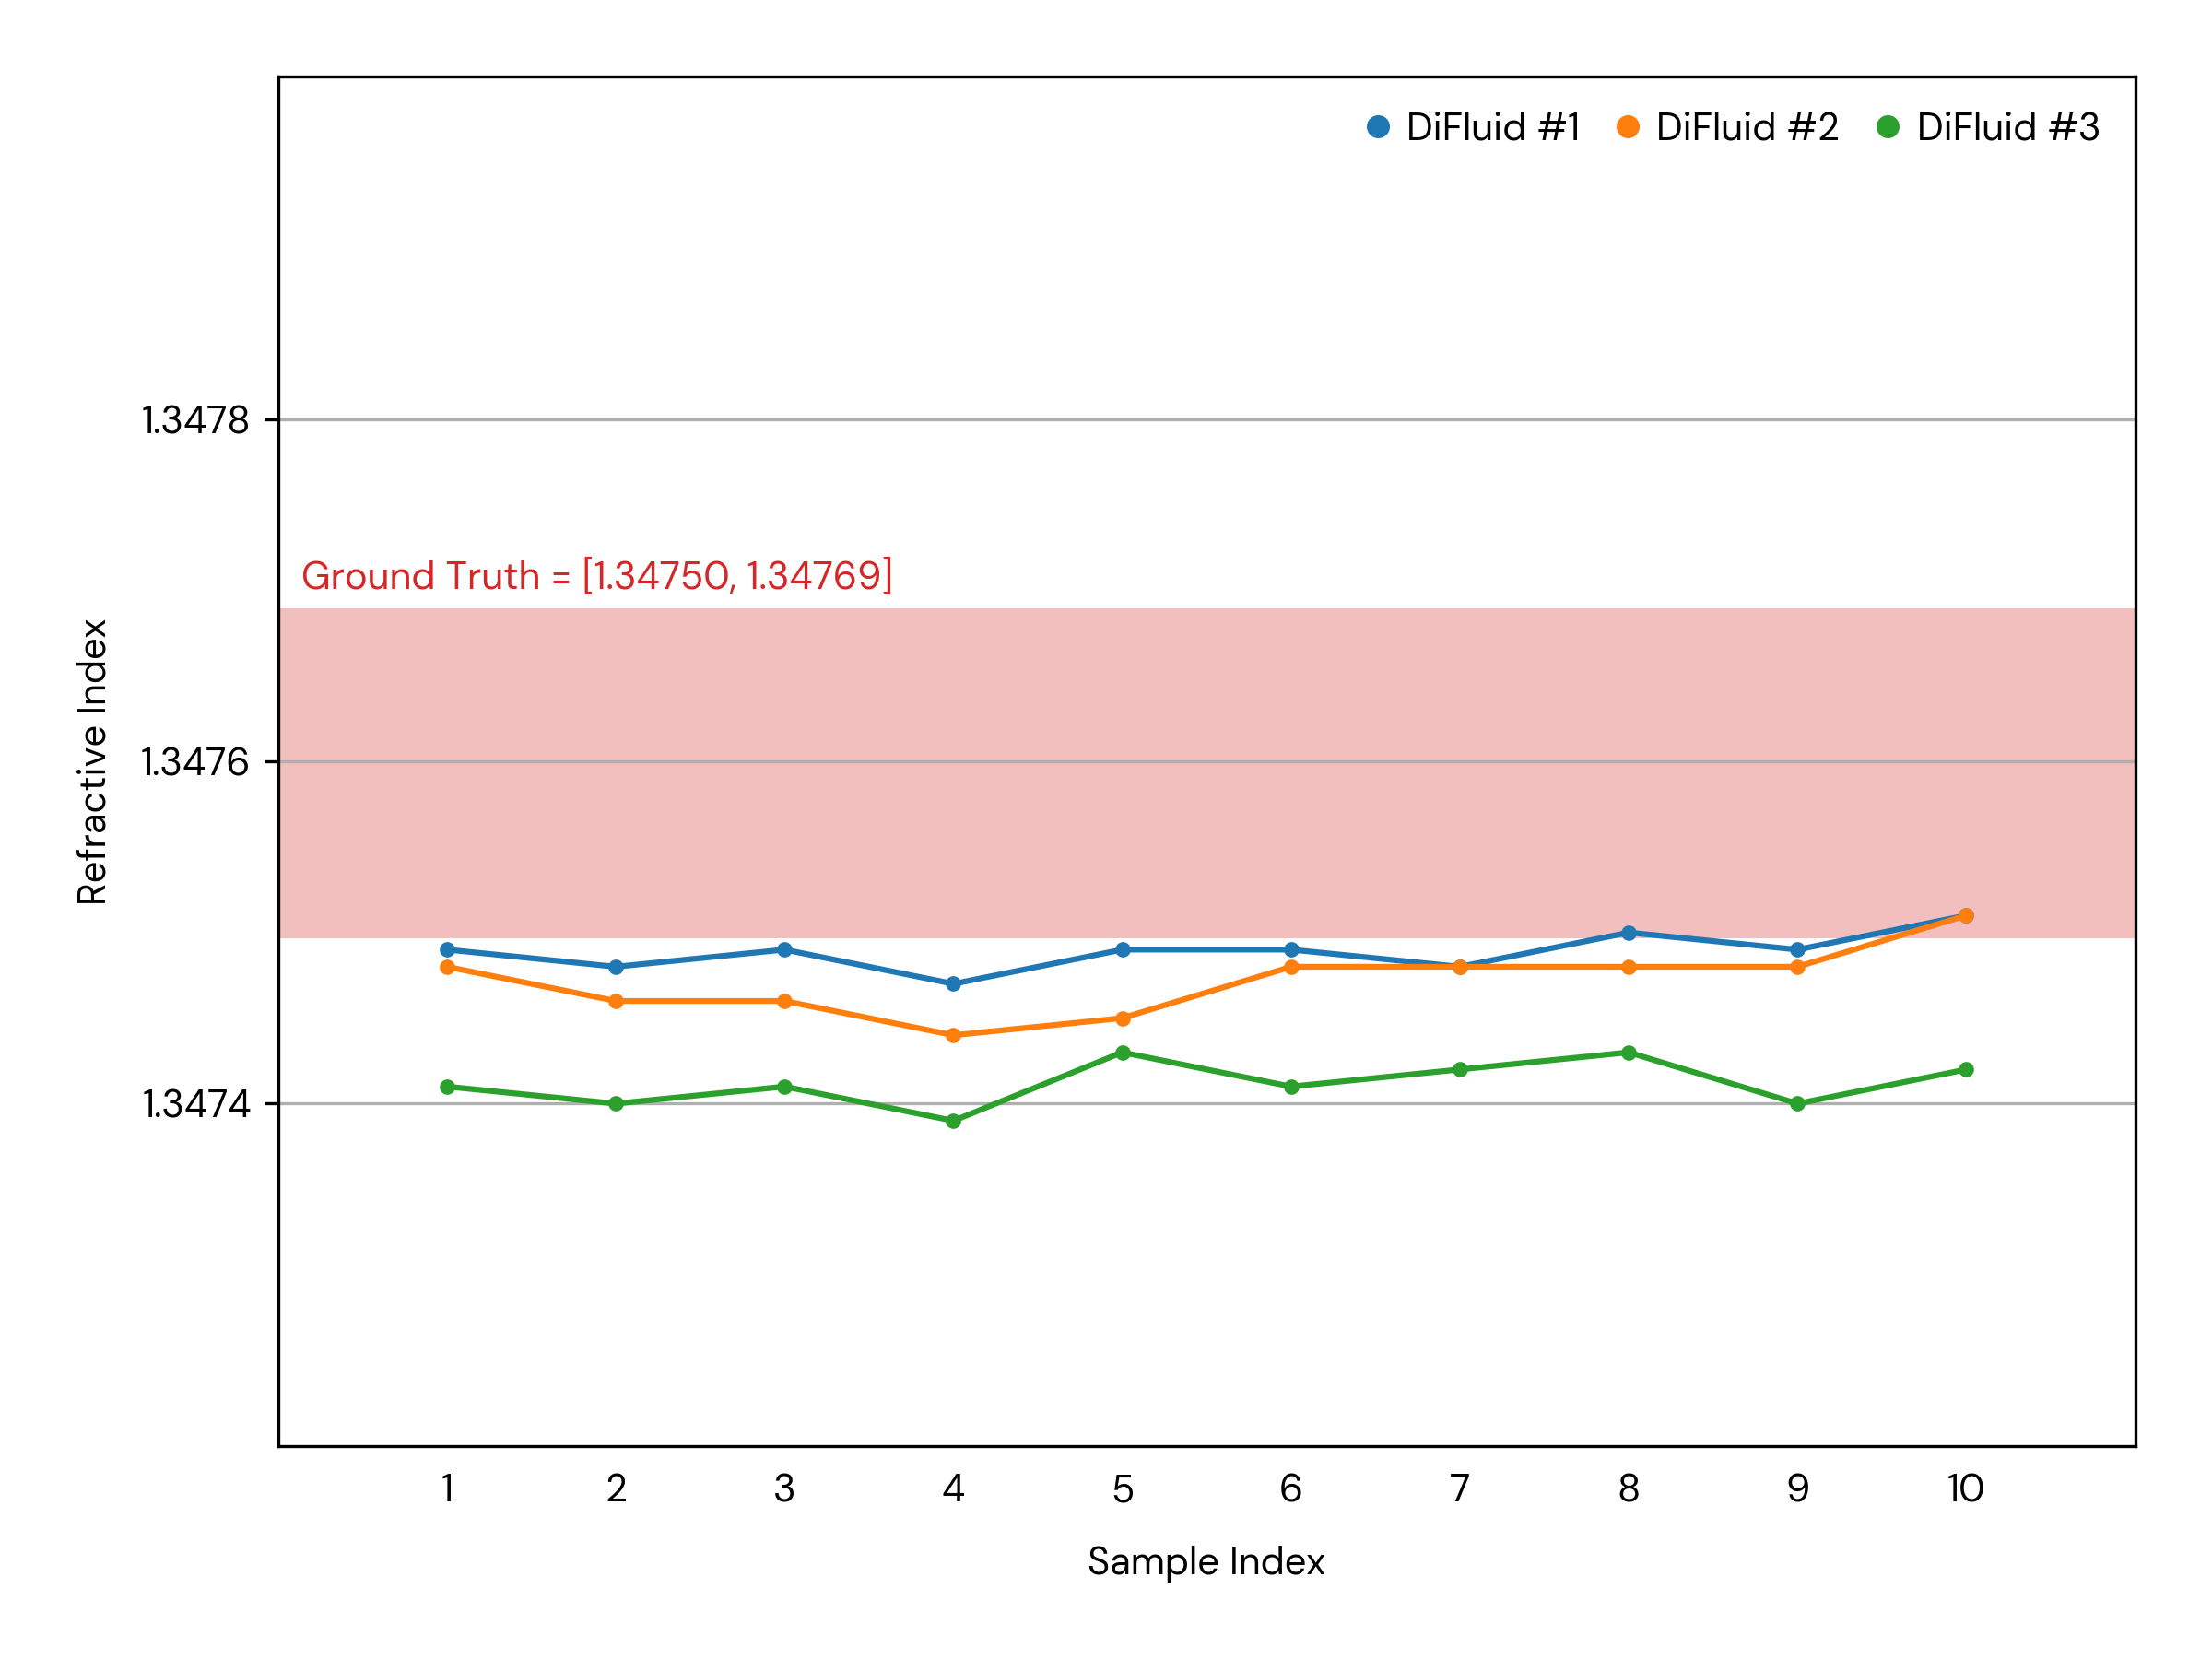 DiFluid #1 DiFluid #2 DiFluid #3
1.3478
Ground Truth = [1.34750, 1.34769]
1.3476
1.3474
Refractive Index
1 2 3 4 5 6 7 8 9 10
Sample Index